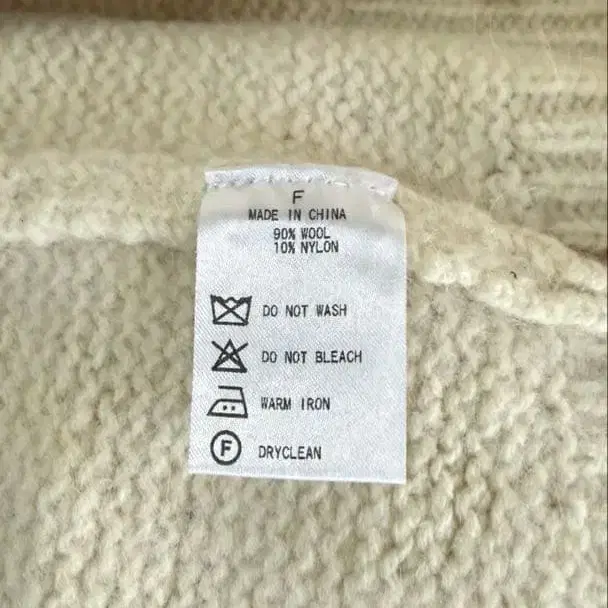 F
MADE IN CHINA
90% WOOL
10% NYLON
DO NOT WASH
DO NOT BLEACH
WARM IRON
F DRYCLEAN